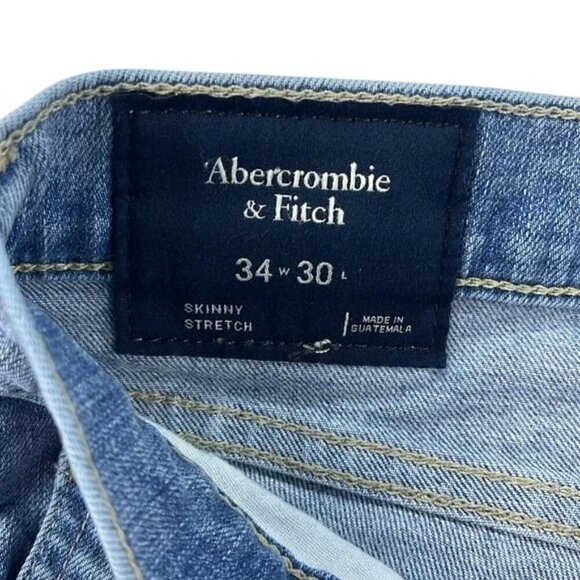 Abercrombie
& Fitch
34 W 30 L
SKINNY
STRETCH
MADE IN
GUATEMALA